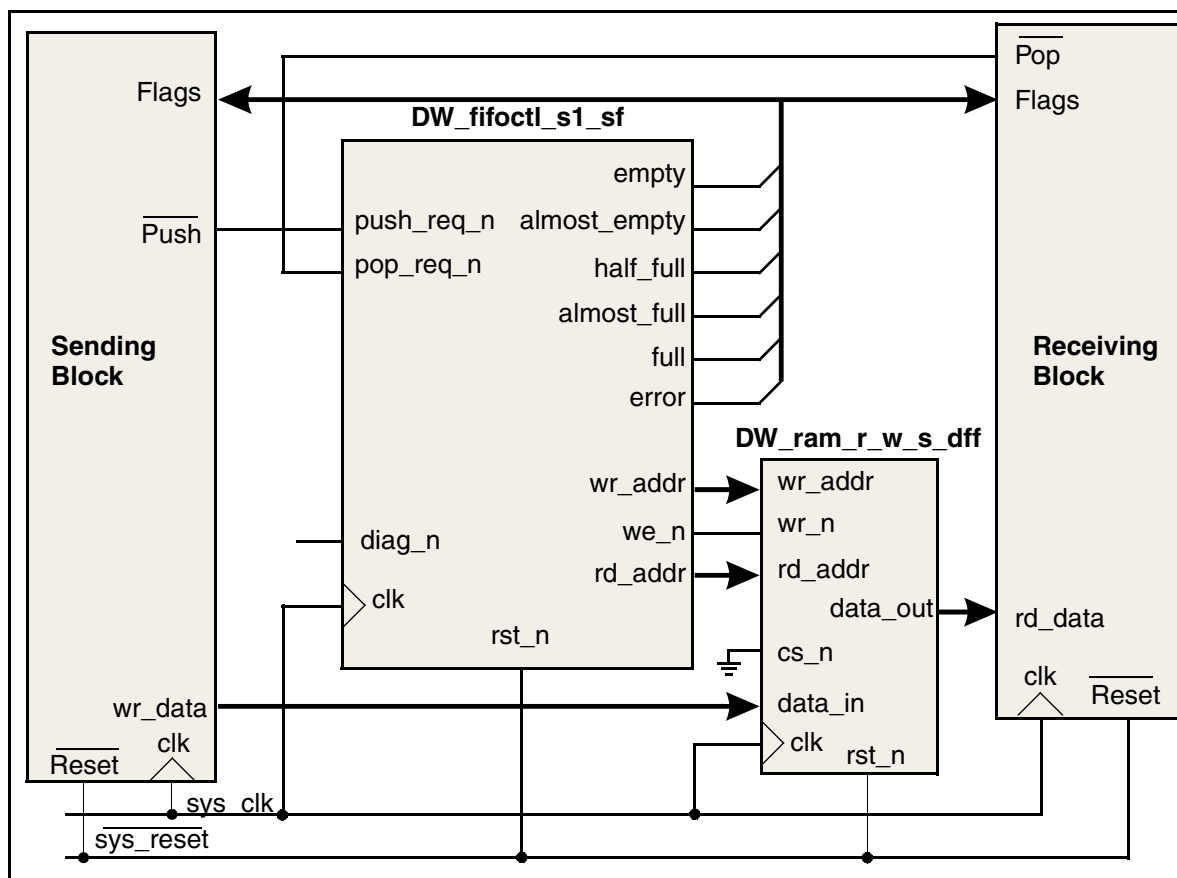 Pop
Flags
Flags
DW_fifoctl_s1_sf
empty
Push
push_req_n
almost_empty
pop_req_n
half_full
almost_full
Sending
Block
full
Receiving
Block
error
DW_ram_r_w_s_dff
wr_addr
wr_addr
we_n
wr_n
diag_n
rd_addr
rd_addr
clk
data_out
rd_data
rst_n
cs_n
clk
Reset
wr_data
data_in
clk
clk
Reset
rst_n
sys_clk
sys_reset